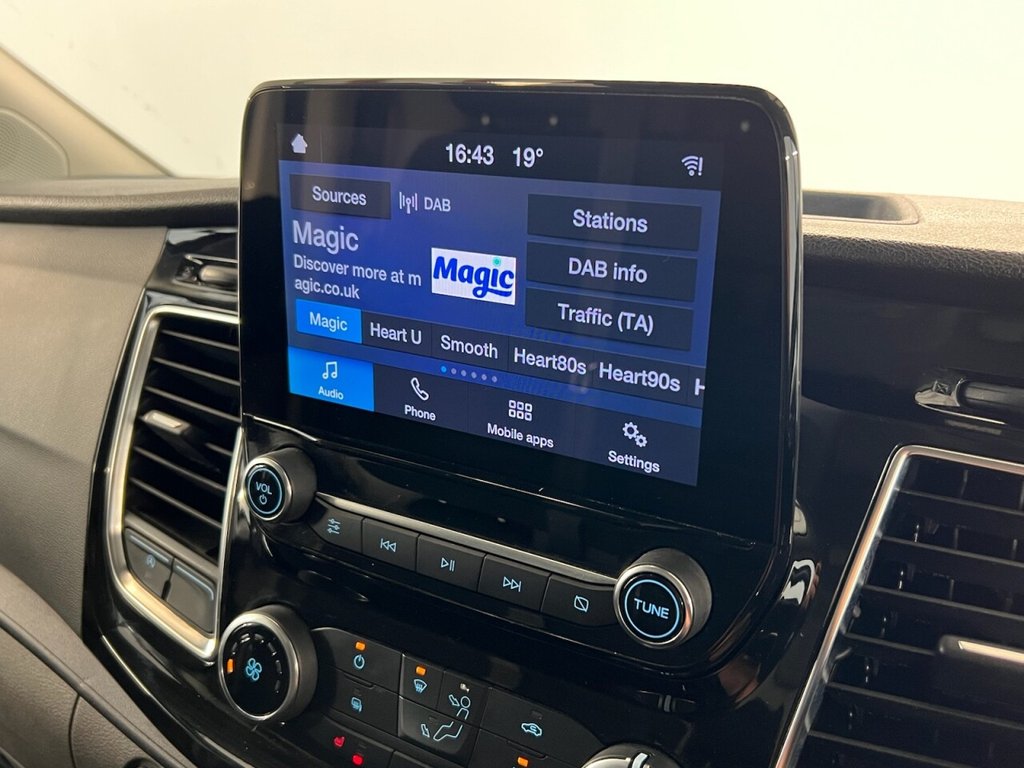 16:43 19°
Sources DAB
Stations
Magic
Discover more at m
agic.co.uk
Magic
DAB info
Traffic (TA)
Magic Heart U Smooth Heart80s Heart90s H
Audio Phone Mobile apps Settings
VOL
TUNE